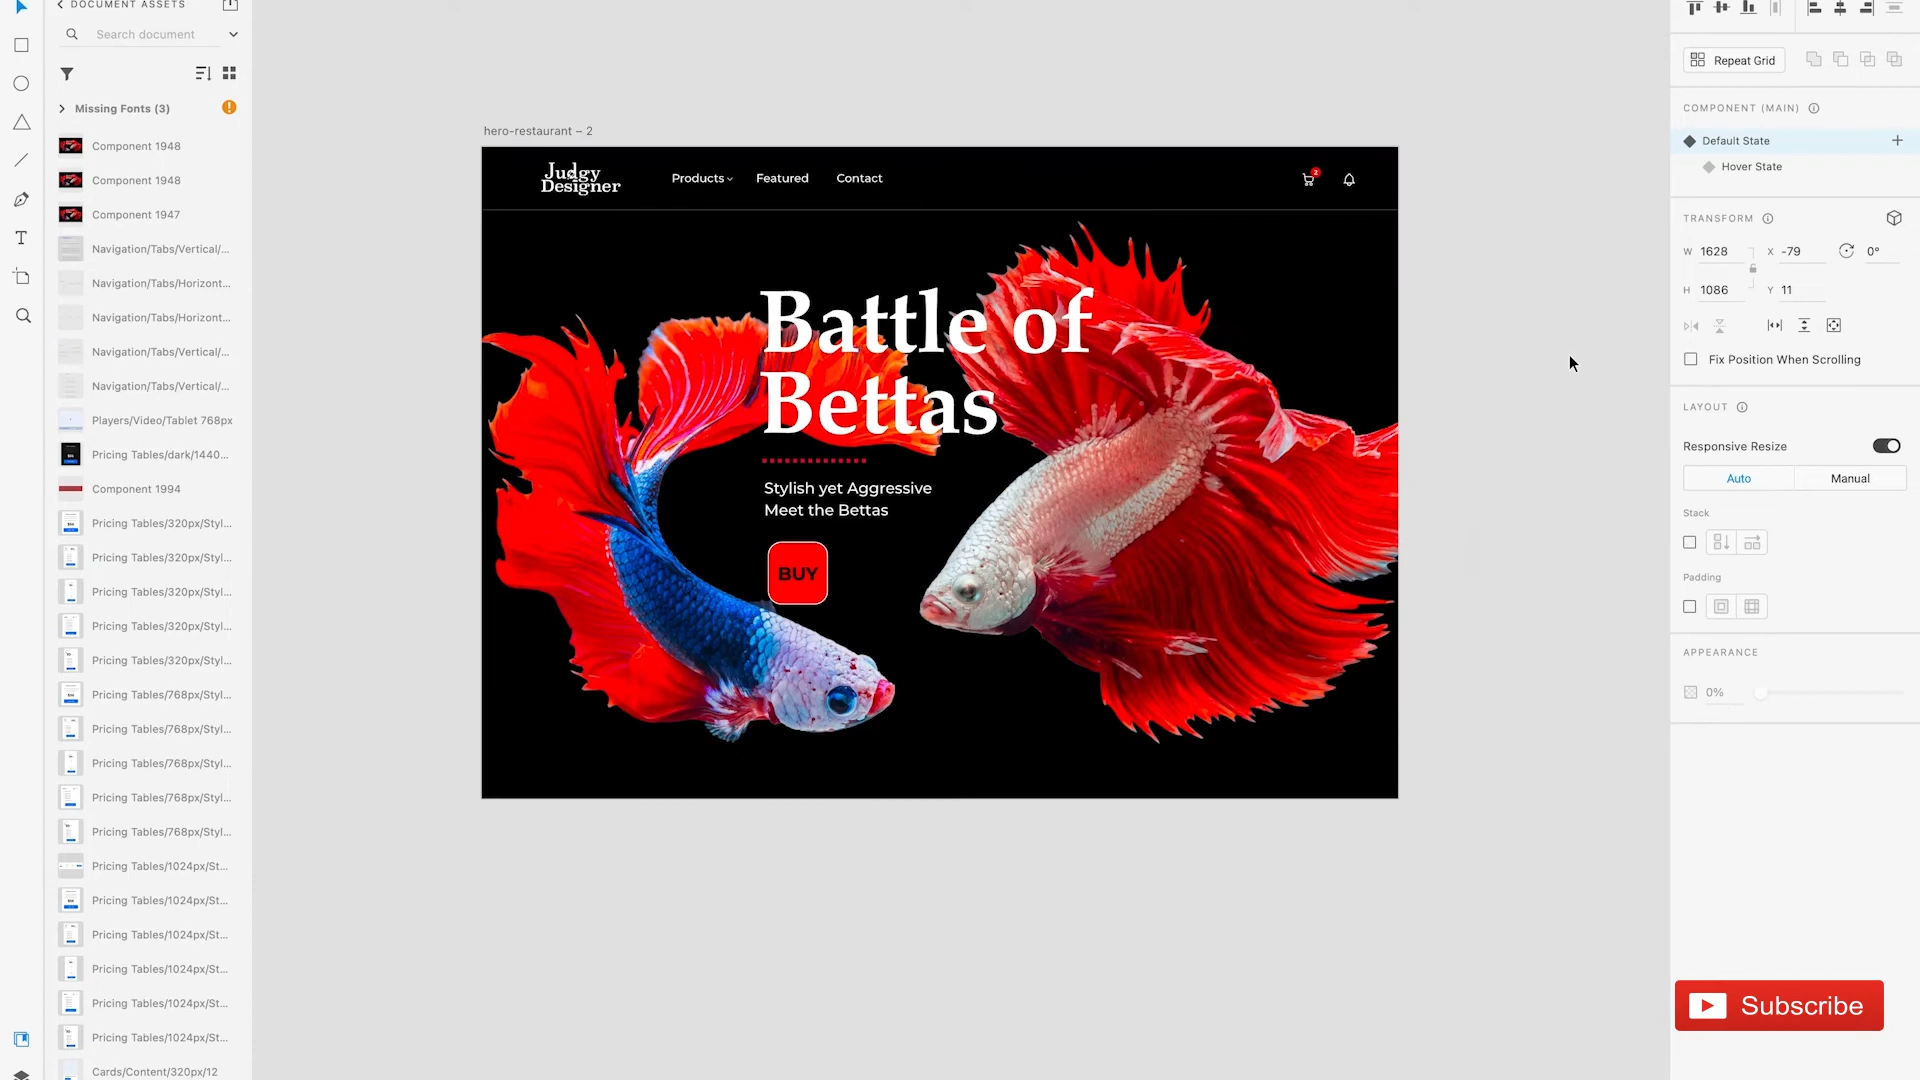 DOCUMENT ASSETS
Search document
Missing Fonts (3)
Component 1948
Component 1948
Component 1947
Navigation/Tabs/Vertical/...
Navigation/Tabs/Horizont...
Navigation/Tabs/Horizont...
Navigation/Tabs/Vertical/...
Navigation/Tabs/Vertical/...
Players/Video/Tablet 768px
Pricing Tables/dark/1440...
Component 1994
Pricing Tables/320px/Styl...
Pricing Tables/320px/Styl...
Pricing Tables/320px/Styl...
Pricing Tables/320px/Styl...
Pricing Tables/320px/Styl...
Pricing Tables/768px/Styl...
Pricing Tables/768px/Styl...
Pricing Tables/768px/Styl...
Pricing Tables/768px/Styl...
Pricing Tables/768px/Styl...
Pricing Tables/1024px/St...
Pricing Tables/1024px/St...
Pricing Tables/1024px/St...
Pricing Tables/1024px/St...
Pricing Tables/1024px/St...
Pricing Tables/1024px/St...
Cards/Content/320px/12
hero-restaurant – 2
Judgy
Designer
Products Featured Contact
2
Battle of
Bettas
Stylish yet Aggressive
Meet the Bettas
BUY
Repeat Grid
COMPONENT (MAIN)
Default State
Hover State
TRANSFORM
W 1628 X -79 0°
H 1086 Y 11
Fix Position When Scrolling
LAYOUT
Responsive Resize
Auto Manual
Stack
Padding
APPEARANCE
0%
Subscribe